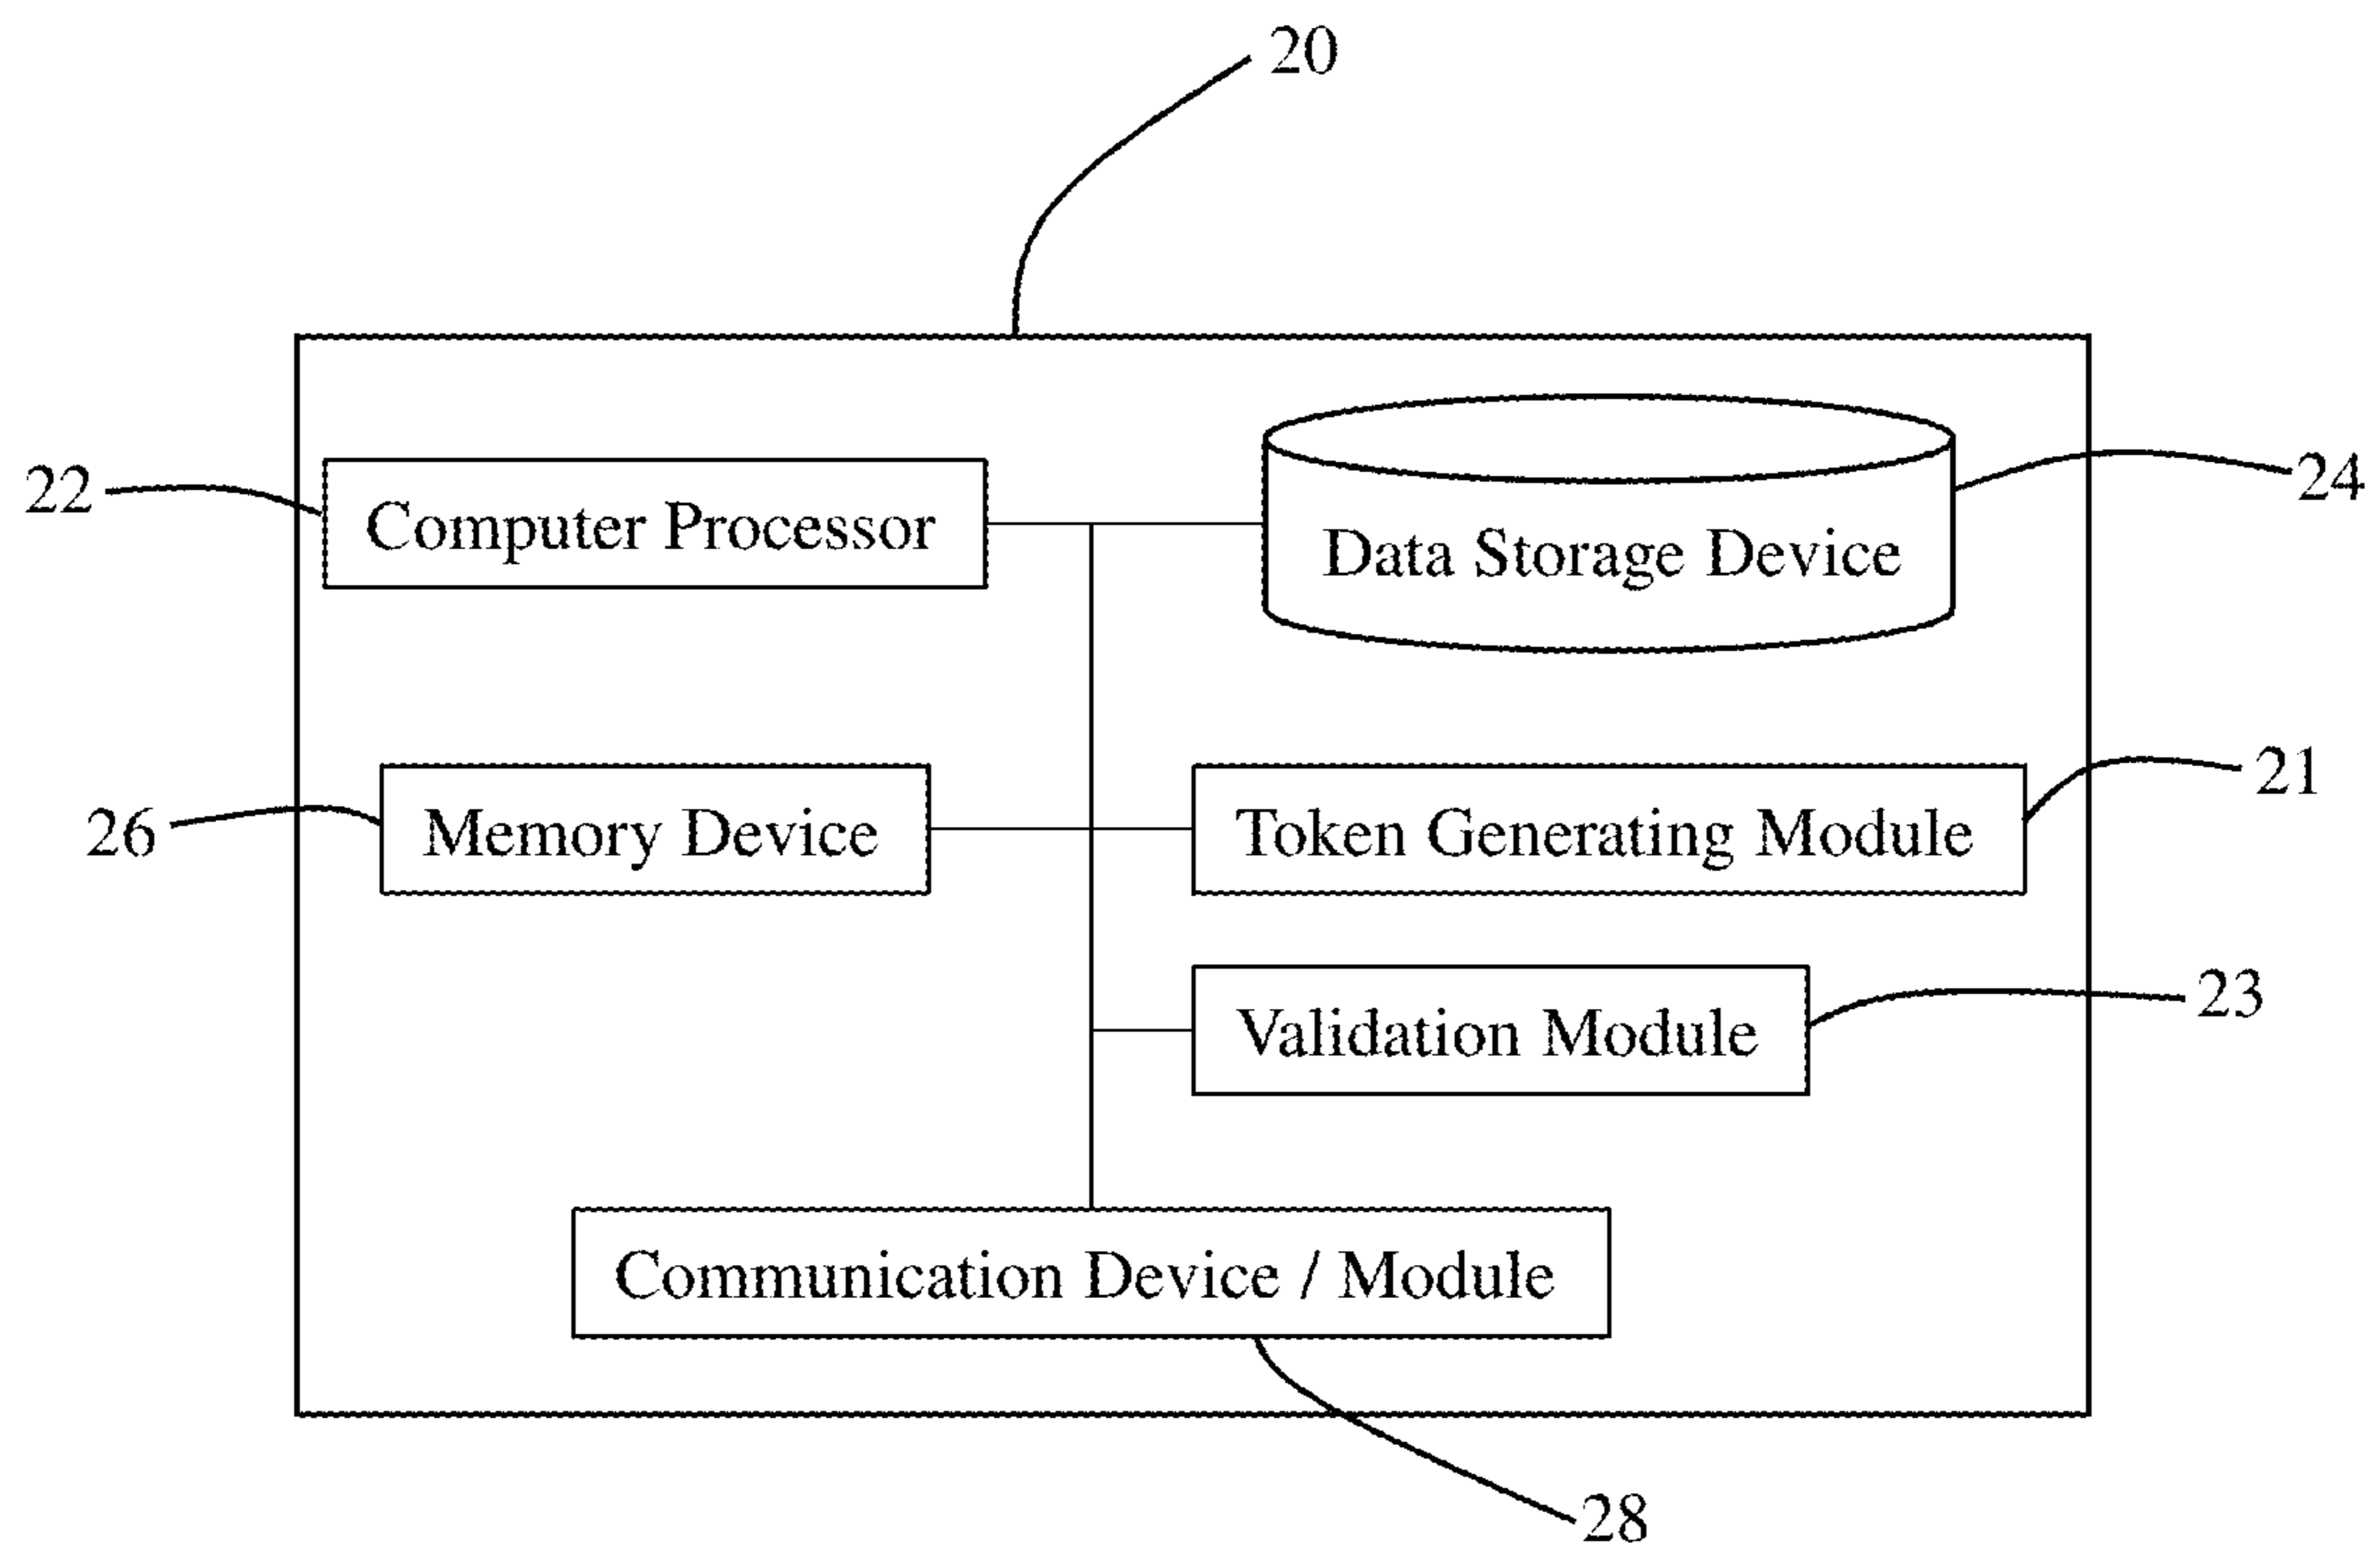 20
22
Computer Processor
Data Storage Device
24
26
Memory Device
Token Generating Module
21
Validation Module
23
Communication Device / Module
28